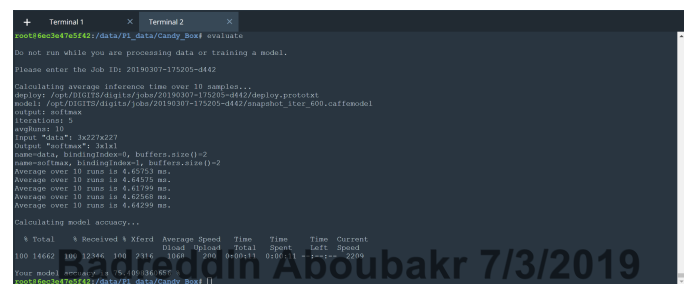 + Terminal 1 × Terminal 2 ×
root@6ec3e47e5f42:/data/P1_data/Candy_Box# evaluate
Do not run while you are processing data or training a model.
Please enter the Job ID: 20190307-175205-d442
Calculating average inference time over 10 samples...
deploy: /opt/DIGITS/digits/jobs/20190307-175205-d442/deploy.prototxt
model: /opt/DIGITS/digits/jobs/20190307-175205-d442/snapshot_iter_600.caffemodel
output: softmax
iterations: 5
avgRuns: 10
Input "data": 3x227x227
Output "softmax": 3x1x1
name=data, bindingIndex=0, buffers.size()=2
name=softmax, bindingIndex=1, buffers.size()=2
Average over 10 runs is 4.65753 ms.
Average over 10 runs is 4.64575 ms.
Average over 10 runs is 4.61799 ms.
Average over 10 runs is 4.62568 ms.
Average over 10 runs is 4.64299 ms.
Calculating model accuacy...
% Total % Received % Xferd Average Speed Time Time Time Current
Dload Upload Total Spent Left Speed
100 14662 100 12346 100 2316 1068 200 0:00:11 0:00:11 --:--:-- 2209
Badreddin Aboubakr 7/3/2019
Your model accuacy is 75.4098360656 %
root@6ec3e47e5f42:/data/P1_data/Candy_Box#